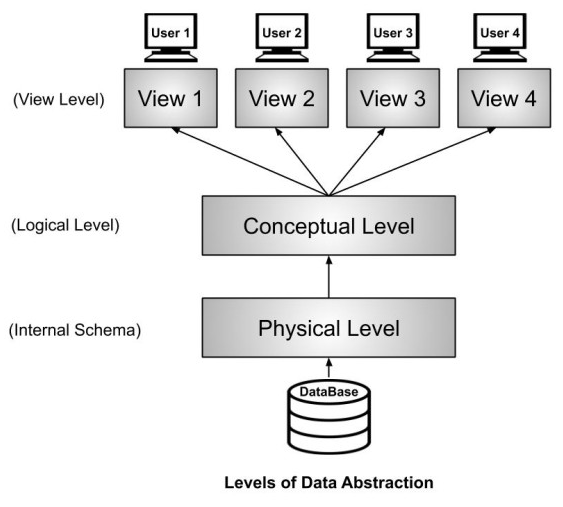 User 1 User 2 User 3 User 4
(View Level) View 1 View 2 View 3 View 4
(Logical Level) Conceptual Level
(Internal Schema) Physical Level
DataBase
Levels of Data Abstraction